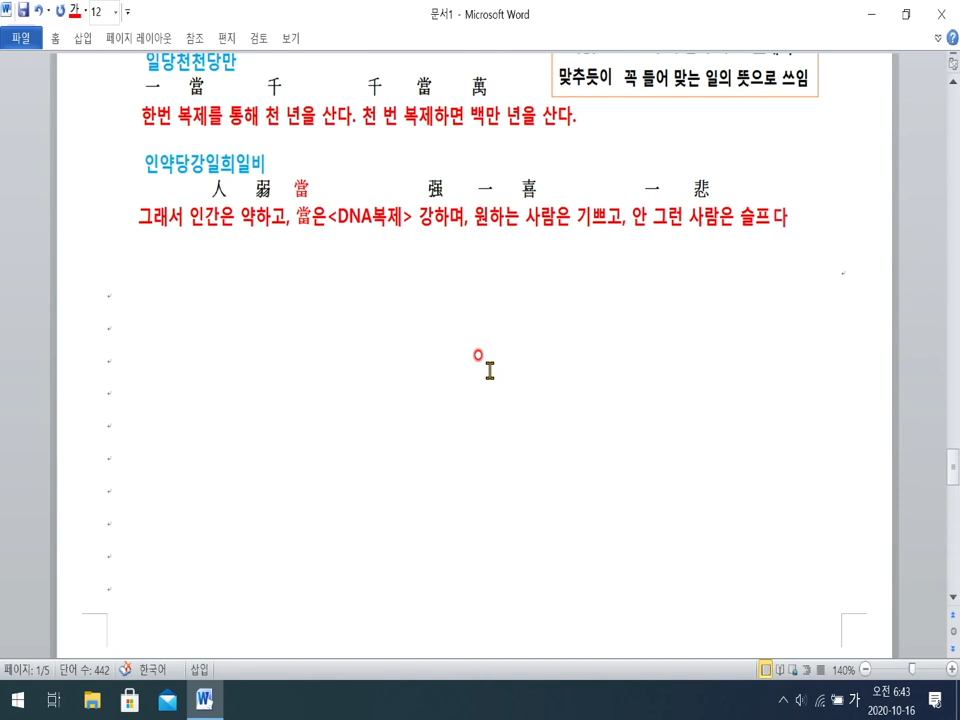 12
문서1 - Microsoft Word
파일 홈 삽입 페이지 레이아웃 참조 편지 검토 보기
일당천천당만
一 當 千 千 當 萬
맞추듯이 꼭 들어 맞는 일의 뜻으로 쓰임
한번 복제를 통해 천 년을 산다. 천 번 복제하면 백만 년을 산다.
인약당강일희일비
人 弱 當 强 一 喜 一 悲
그래서 인간은 약하고, 當은<DNA복제> 강하며, 원하는 사람은 기쁘고, 안 그런 사람은 슬프다
페이지: 1/5 단어 수: 442 한국어 삽입 140%
가 오전 6:43
2020-10-16